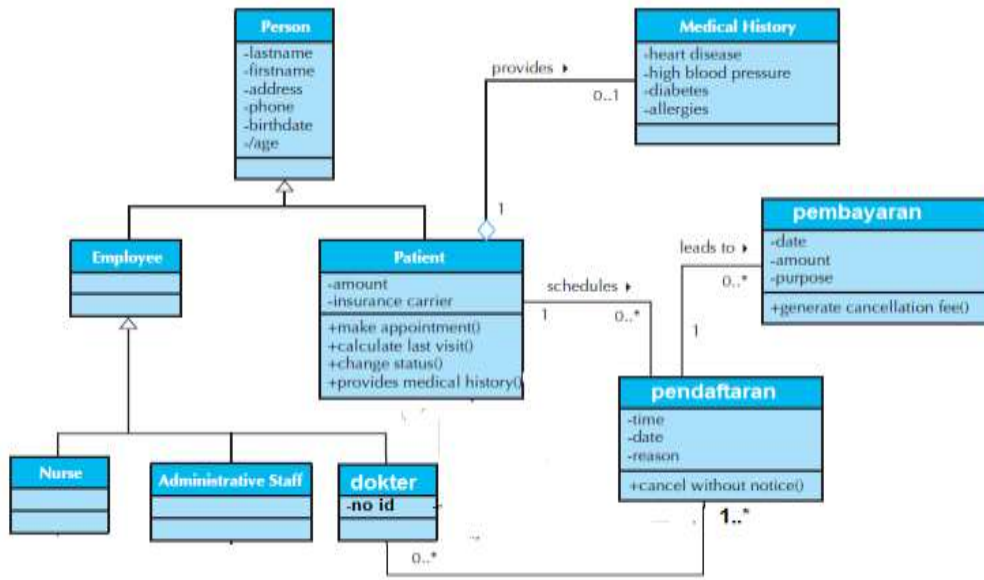 Person
-lastname
-firstname
-address
-phone
-birthdate
-/age
Medical History
-heart disease
-high blood pressure
-diabetes
-allergies
provides
0..1
1
Employee
Patient
-amount
-insurance carrier
+make appointment()
+calculate last visit()
+change status()
+provides medical history()
schedules
1
0..*
pembayaran
-date
-amount
-purpose
+generate cancellation fee()
leads to
0..*
1
pendaftaran
-time
-date
-reason
+cancel without notice()
1..*
Nurse
Administrative Staff
dokter
-no id
0..*